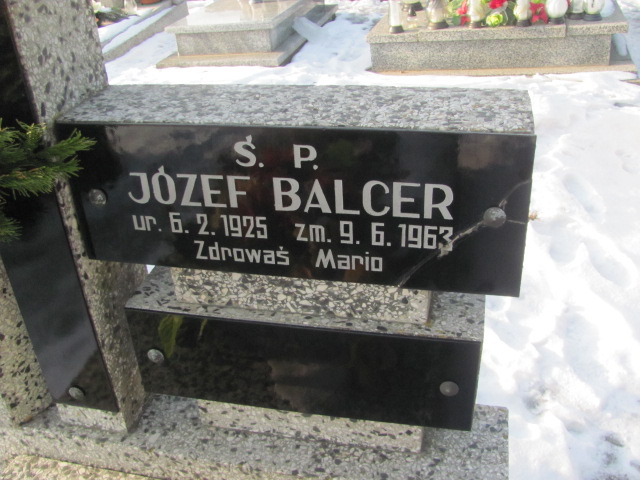 Ś. P.
JÓZEF BALCER
ur. 6. 2. 1925 zm. 9. 6. 1963
Zdrowaś Mario